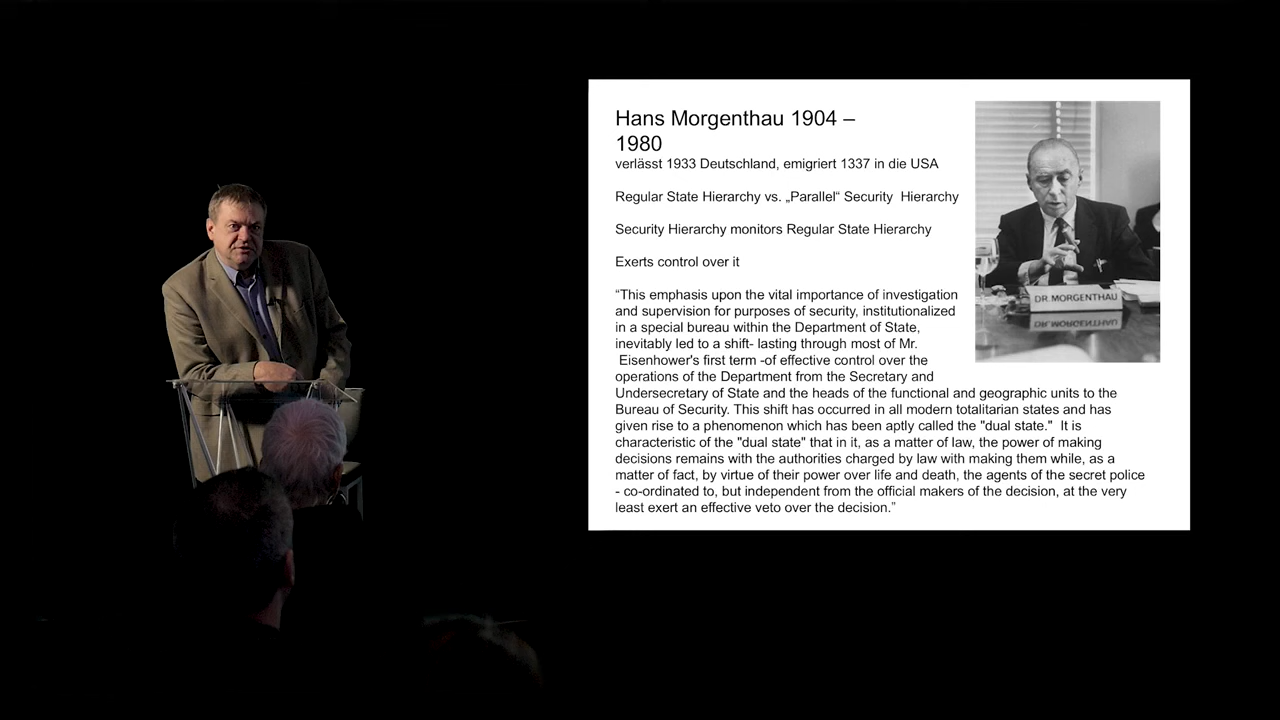 Hans Morgenthau 1904 –
1980
verlässt 1933 Deutschland, emigriert 1337 in die USA
Regular State Hierarchy vs. „Parallel“ Security  Hierarchy
Security Hierarchy monitors Regular State Hierarchy
Exerts control over it
“This emphasis upon the vital importance of investigation
and supervision for purposes of security, institutionalized
in a special bureau within the Department of State,
inevitably led to a shift- lasting through most of Mr.
Eisenhower's first term -of effective control over the
operations of the Department from the Secretary and
Undersecretary of State and the heads of the functional and geographic units to the
Bureau of Security. This shift has occurred in all modern totalitarian states and has
given rise to a phenomenon which has been aptly called the "dual state."  It is
characteristic of the "dual state" that in it, as a matter of law, the power of making
decisions remains with the authorities charged by law with making them while, as a
matter of fact, by virtue of their power over life and death, the agents of the secret police
- co-ordinated to, but independent from the official makers of the decision, at the very
least exert an effective veto over the decision.”
DR. MORGENTHAU